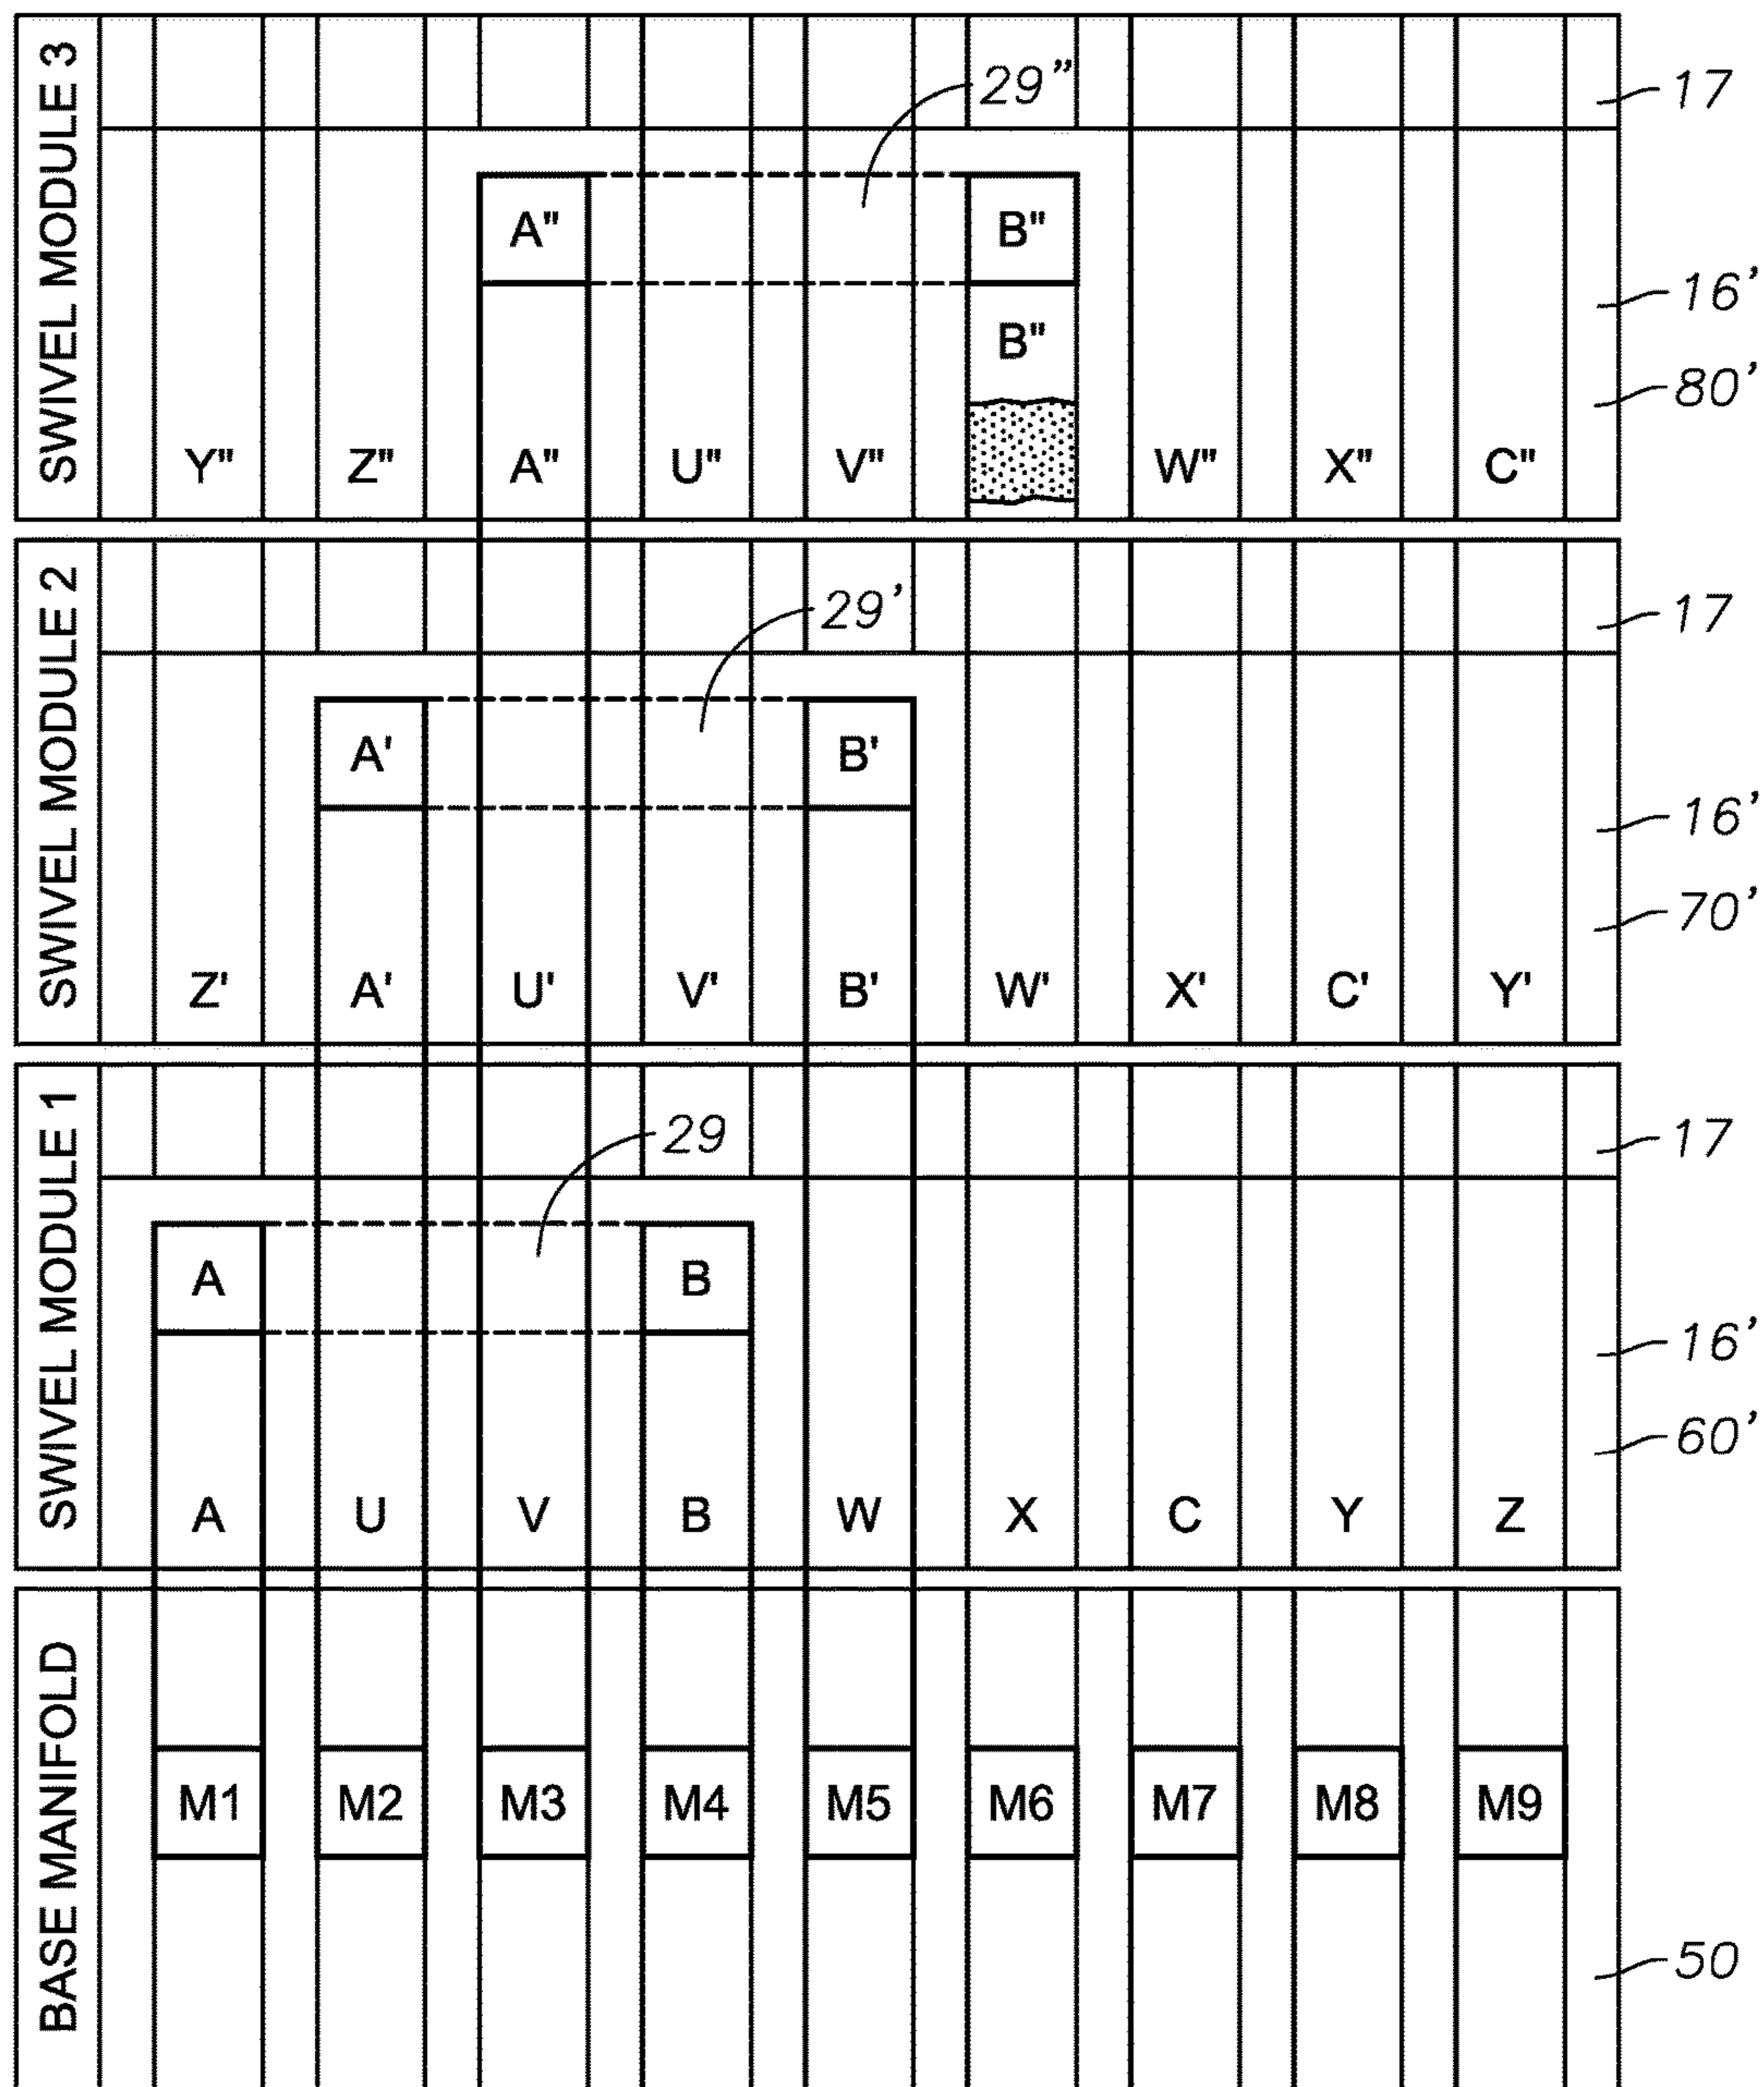 SWIVEL MODULE 3
29" 17
A" B"
16'
B"
80'
Y" Z" A" U" V" W" X" C"
SWIVEL MODULE 2
29' 17
A' B'
16'
70'
Z' A' U' V' B' W' X' C' Y'
SWIVEL MODULE 1
29 17
A B
16'
60'
A U V B W X C Y Z
BASE MANIFOLD
M1 M2 M3 M4 M5 M6 M7 M8 M9
50